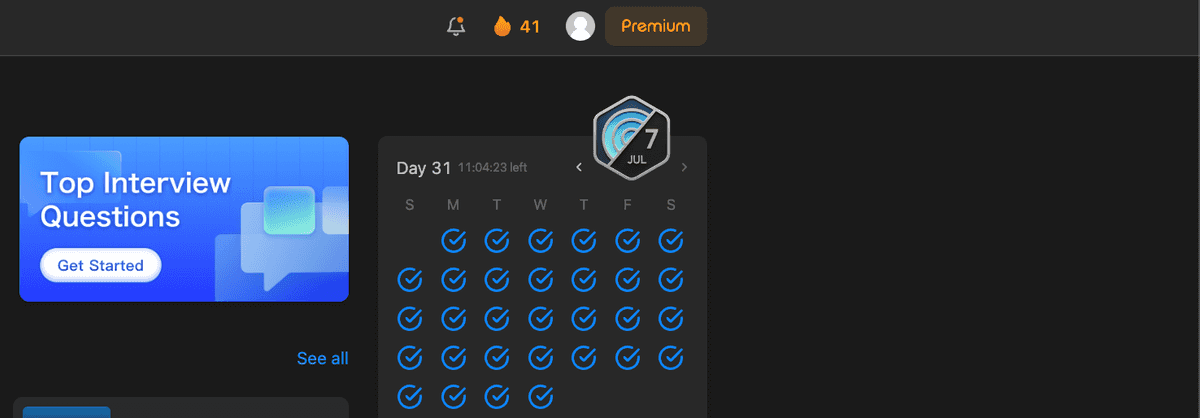 41
Premium
Top Interview
Questions
Get Started
See all
7
JUL
Day 31 11:04:23 left
S M T W T F S